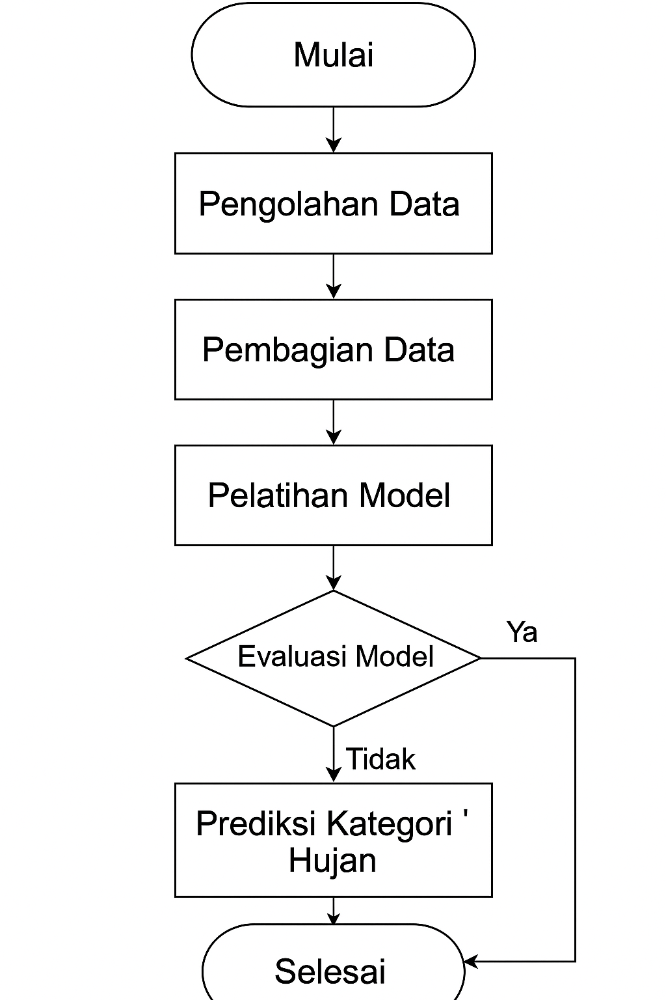 Mulai
Pengolahan Data
Pembagian Data
Pelatihan Model
Evaluasi Model
Ya
Tidak
Prediksi Kategori '
Hujan
Selesai